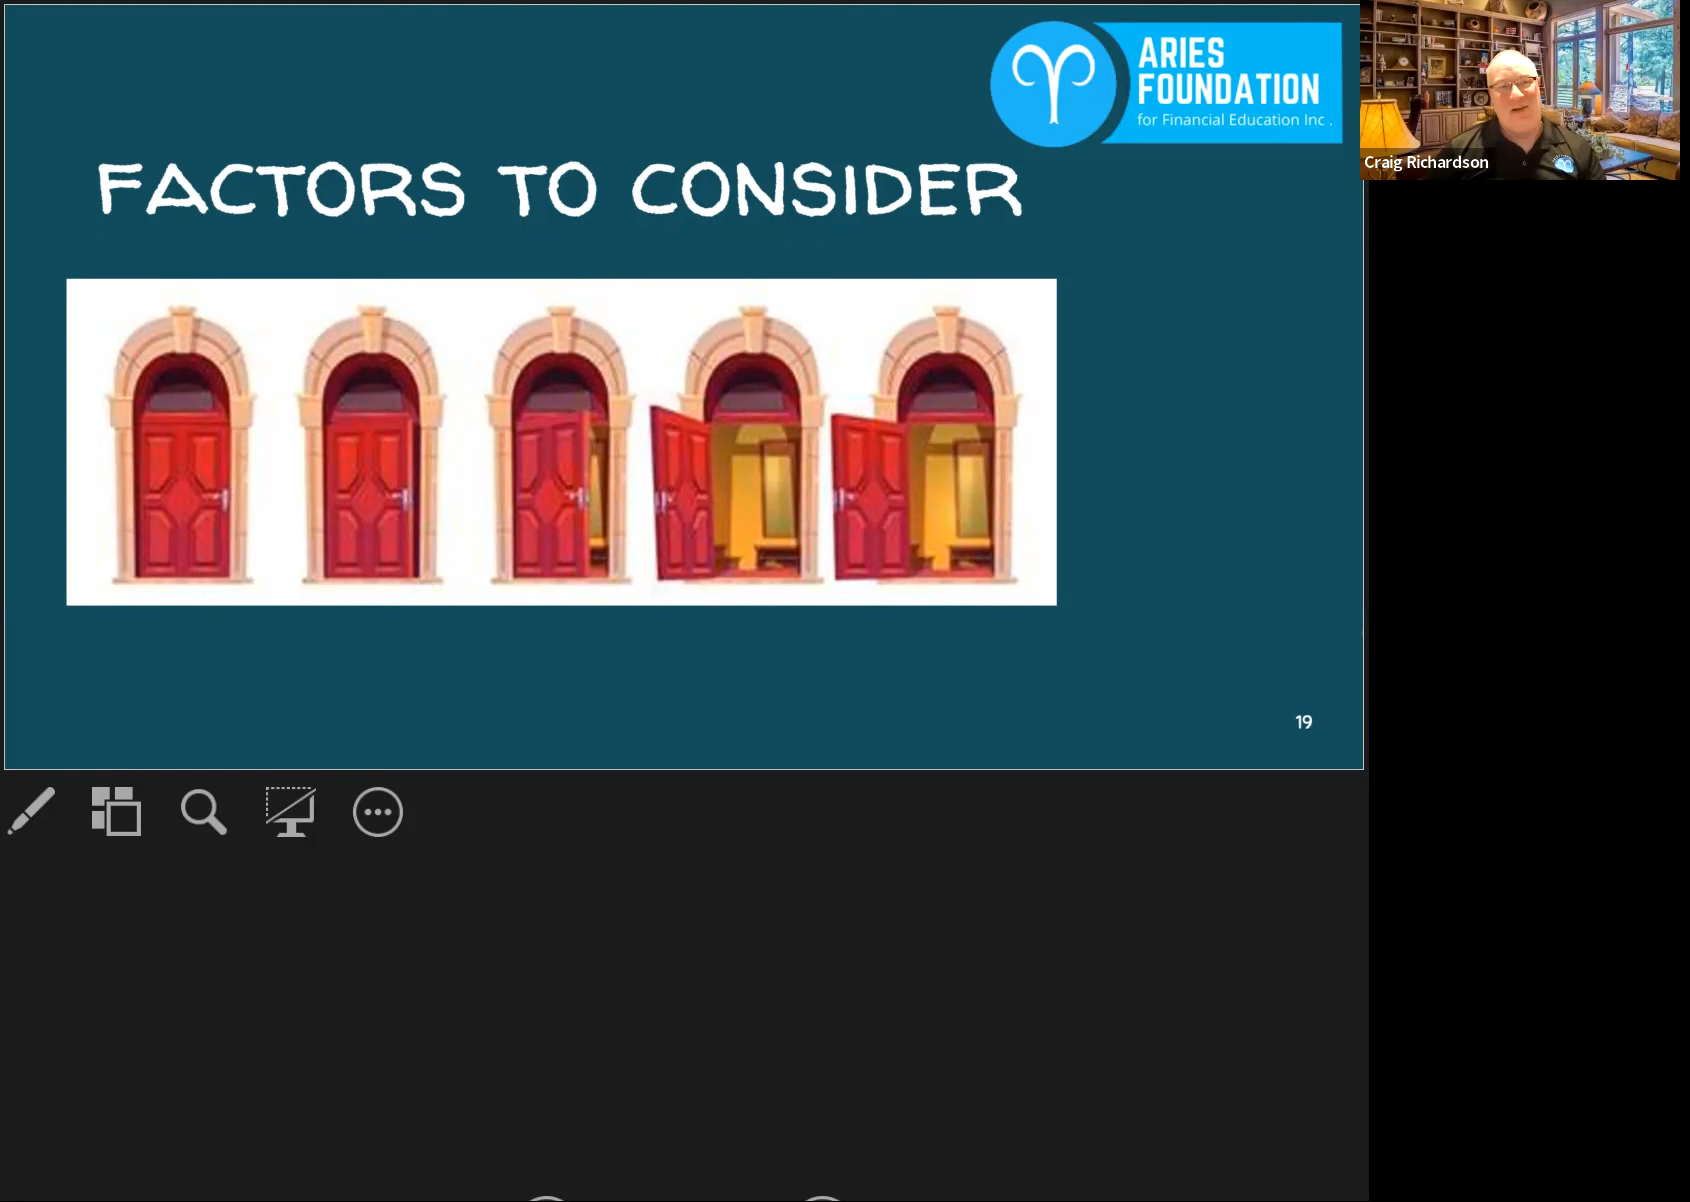 ARIES
FOUNDATION
for Financial Education Inc .
FACTORS TO CONSIDER
Craig Richardson
19